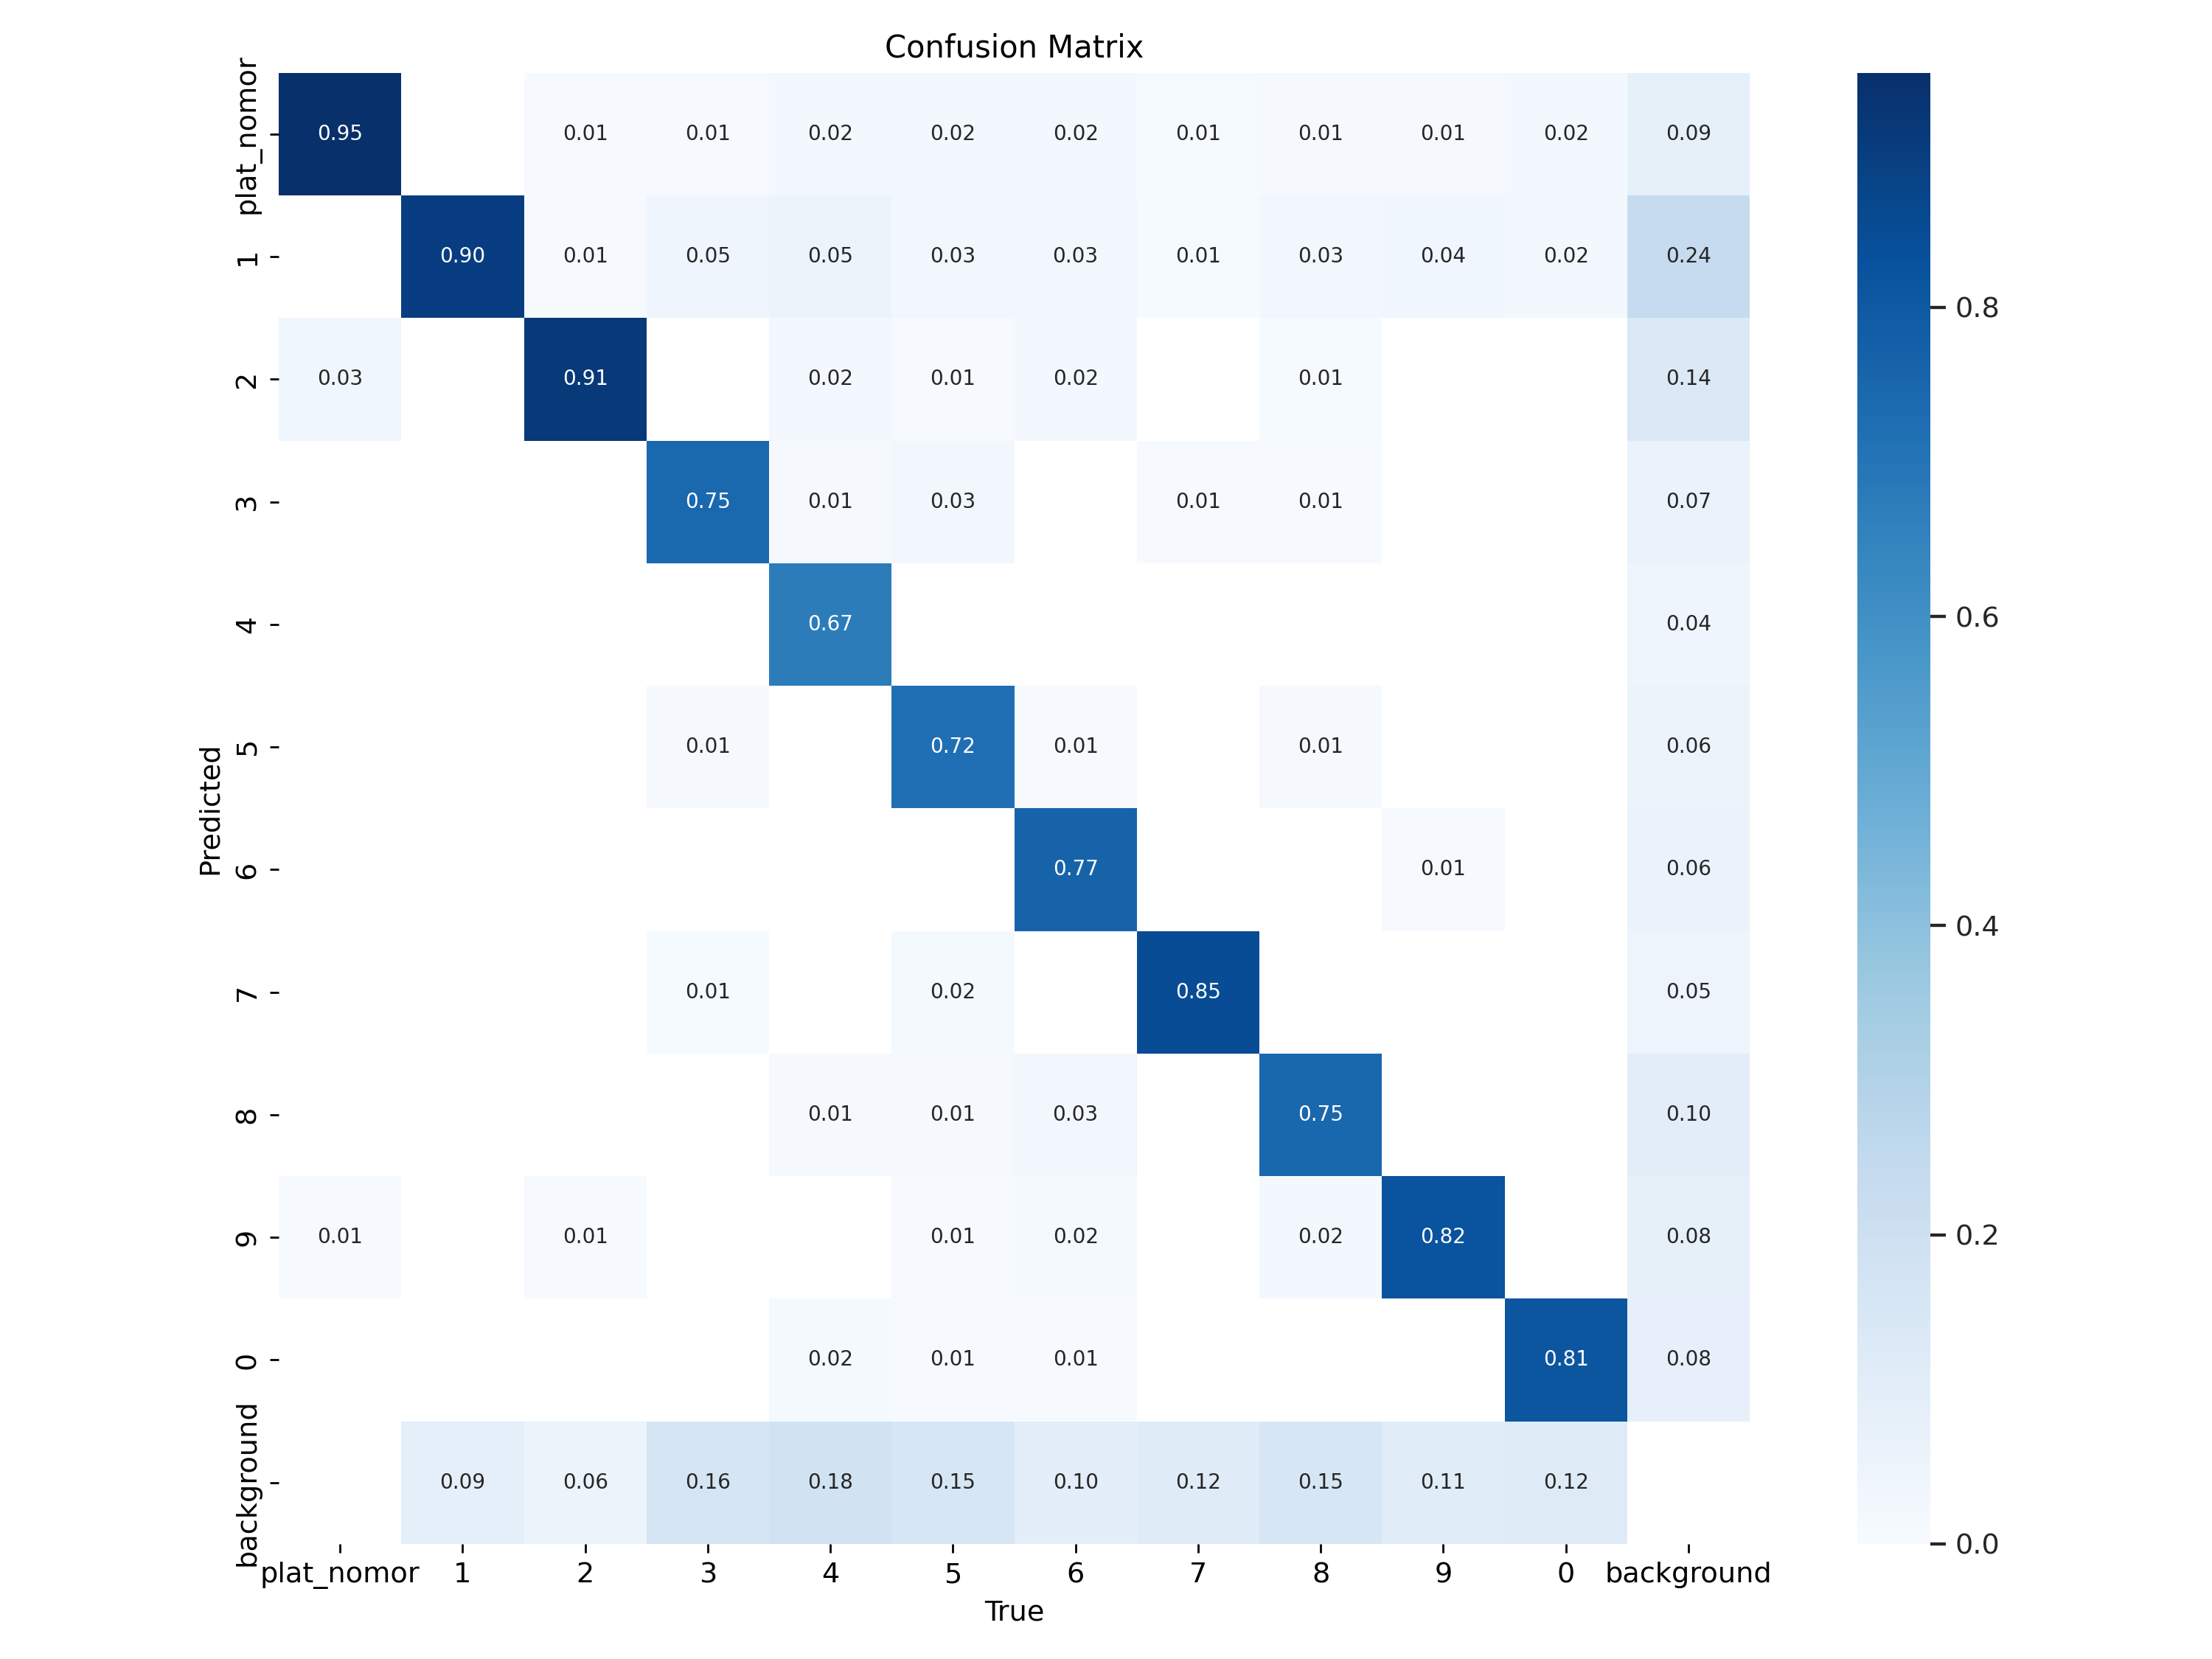 Confusion Matrix
plat_nomor 0.95 0.01 0.01 0.02 0.02 0.02 0.01 0.01 0.01 0.02 0.09
1 0.90 0.01 0.05 0.05 0.03 0.03 0.01 0.03 0.04 0.02 0.24
2 0.03 0.91 0.02 0.01 0.02 0.01 0.14
3 0.75 0.01 0.03 0.01 0.01 0.07
4 0.67 0.04
5 0.01 0.72 0.01 0.01 0.06
6 0.77 0.01 0.06
7 0.01 0.02 0.85 0.05
8 0.01 0.01 0.03 0.75 0.10
9 0.01 0.01 0.01 0.02 0.02 0.82 0.08
0 0.02 0.01 0.01 0.81 0.08
background 0.09 0.06 0.16 0.18 0.15 0.10 0.12 0.15 0.11 0.12
plat_nomor 1 2 3 4 5 6 7 8 9 0 background
True
Predicted
0.8
0.6
0.4
0.2
0.0